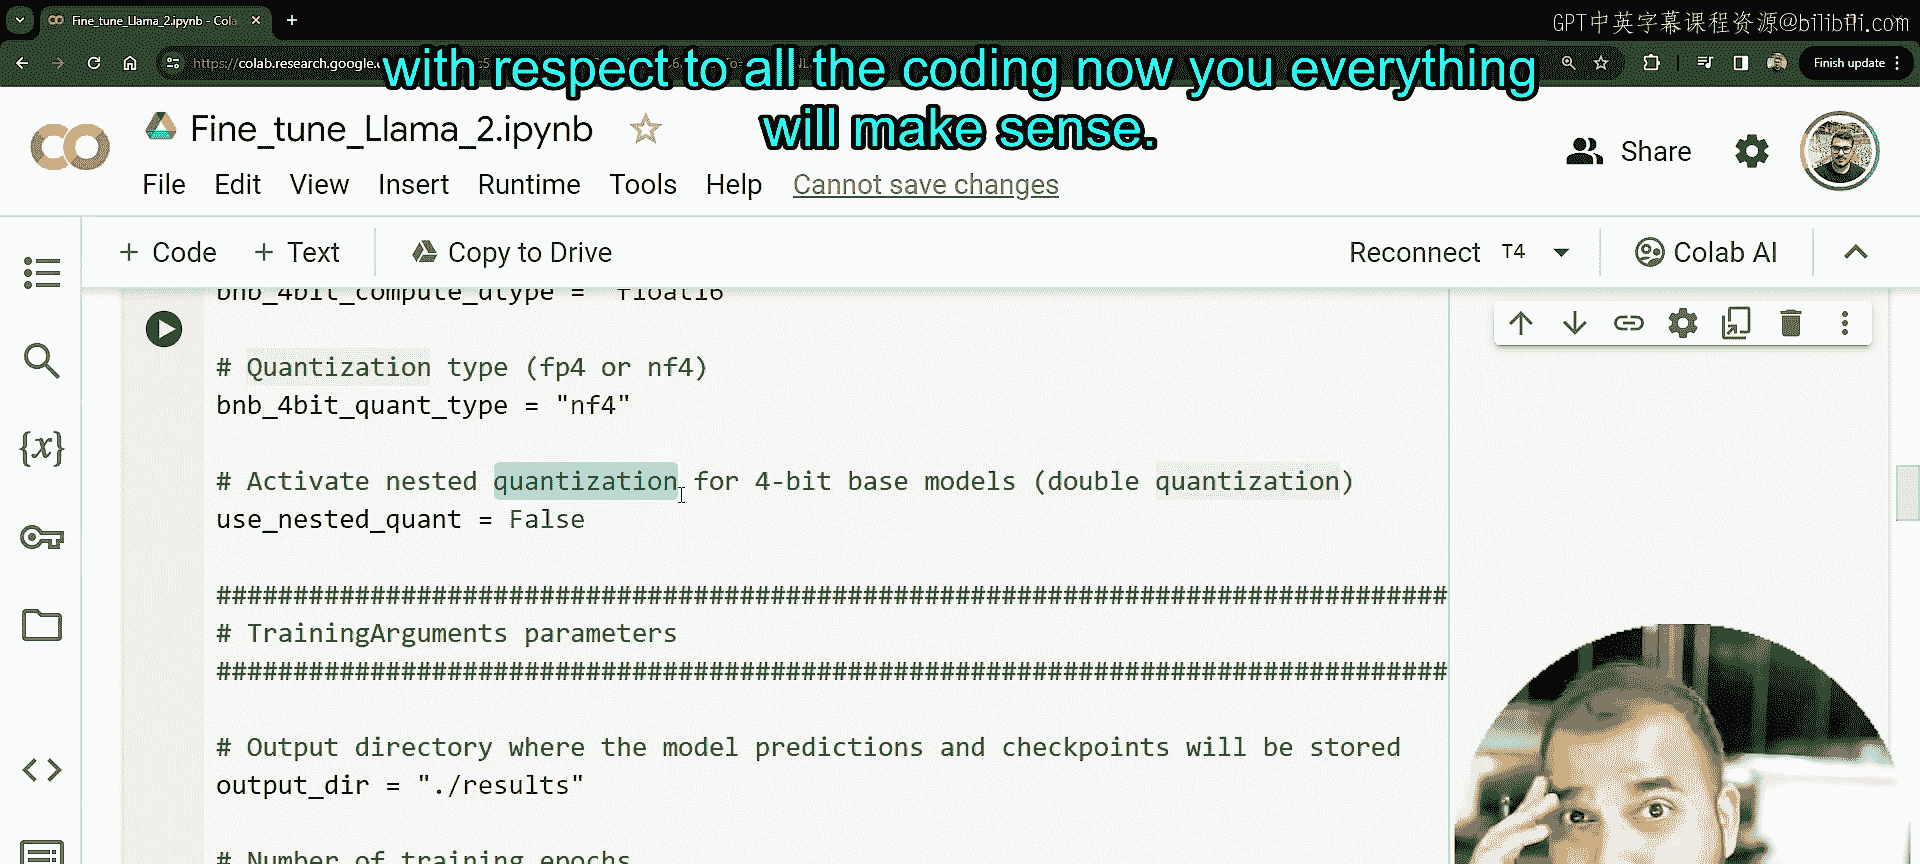 Fine_tune_Llama_2.ipynb - Cola
GPT中英字幕课程资源@bilibili.com
https://colab.research.google.
Finish update
with respect to all the coding now you everything
will make sense.
Fine_tune_Llama_2.ipynb
Share
File Edit View Insert Runtime Tools Help Cannot save changes
+ Code + Text Copy to Drive Reconnect T4 Colab AI
bnb_4bit_compute_dtype = "float16"
# Quantization type (fp4 or nf4)
bnb_4bit_quant_type = "nf4"
# Activate nested quantization for 4-bit base models (double quantization)
use_nested_quant = False
################################################################################
# TrainingArguments parameters
################################################################################
# Output directory where the model predictions and checkpoints will be stored
output_dir = "./results"
# Number of training epochs